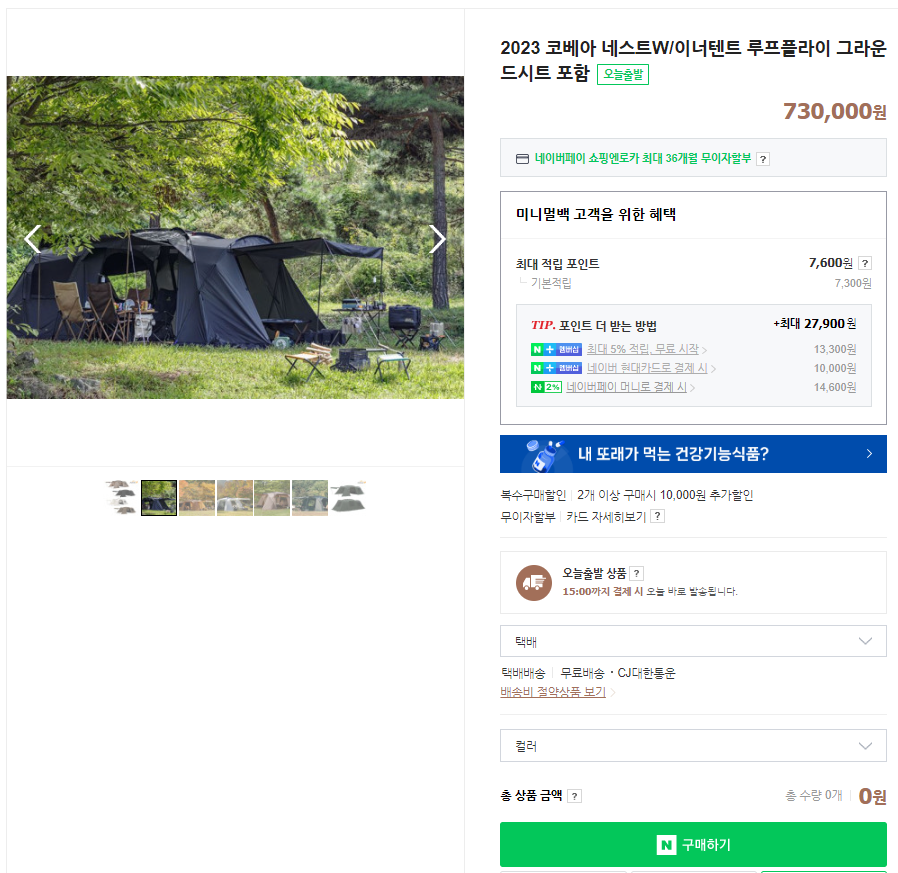 2023 코베아 네스트W/이너텐트 루프플라이 그라운
드시트 포함 오늘출발
730,000원
네이버페이 쇼핑엔로카 최대 36개월 무이자할부 ?
미니멀백 고객을 위한 혜택
최대 적립 포인트 7,600원 ?
기본적립 7,300원
TIP. 포인트 더 받는 방법 +최대 27,900원
N + 멤버십 최대 5% 적립, 무료 시작 > 13,300원
N + 멤버십 네이버 현대카드로 결제 시 > 10,000원
N 2% 네이버페이 머니로 결제 시 > 14,600원
내 또래가 먹는 건강기능식품? >
복수구매할인 2개 이상 구매시 10,000원 추가할인
무이자할부 카드 자세히보기 ?
오늘출발 상품 ?
15:00까지 결제 시 오늘 바로 발송됩니다.
택배
택배배송 무료배송 · CJ대한통운
배송비 절약상품 보기 >
컬러
총 상품 금액 ? 총 수량 0개 0원
N 구매하기